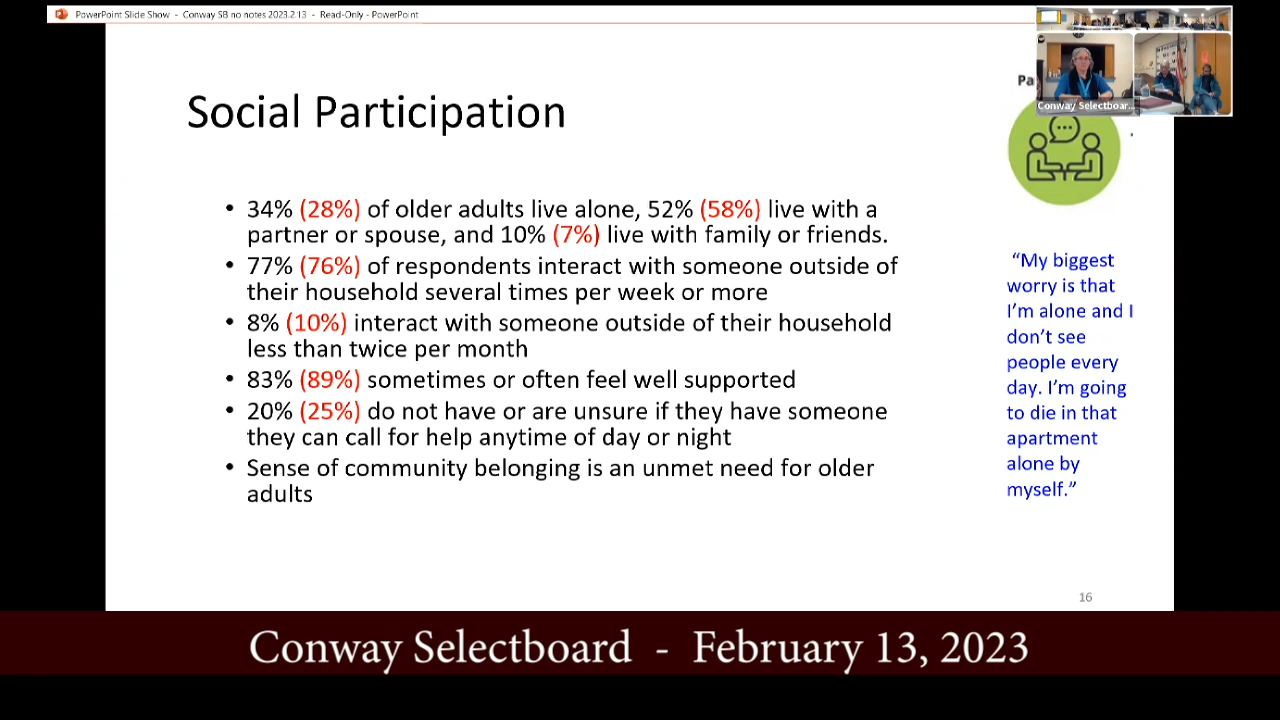 PowerPoint Slide Show - Conway SB no notes 2023.2.13 - Read-Only - PowerPoint
Conway Selectboar...
Social Participation
• 34% (28%) of older adults live alone, 52% (58%) live with a
partner or spouse, and 10% (7%) live with family or friends.
• 77% (76%) of respondents interact with someone outside of
their household several times per week or more
• 8% (10%) interact with someone outside of their household
less than twice per month
• 83% (89%) sometimes or often feel well supported
• 20% (25%) do not have or are unsure if they have someone
they can call for help anytime of day or night
• Sense of community belonging is an unmet need for older
adults
“My biggest
worry is that
I’m alone and I
don’t see
people every
day. I’m going
to die in that
apartment
alone by
myself.”
16
Conway Selectboard - February 13, 2023